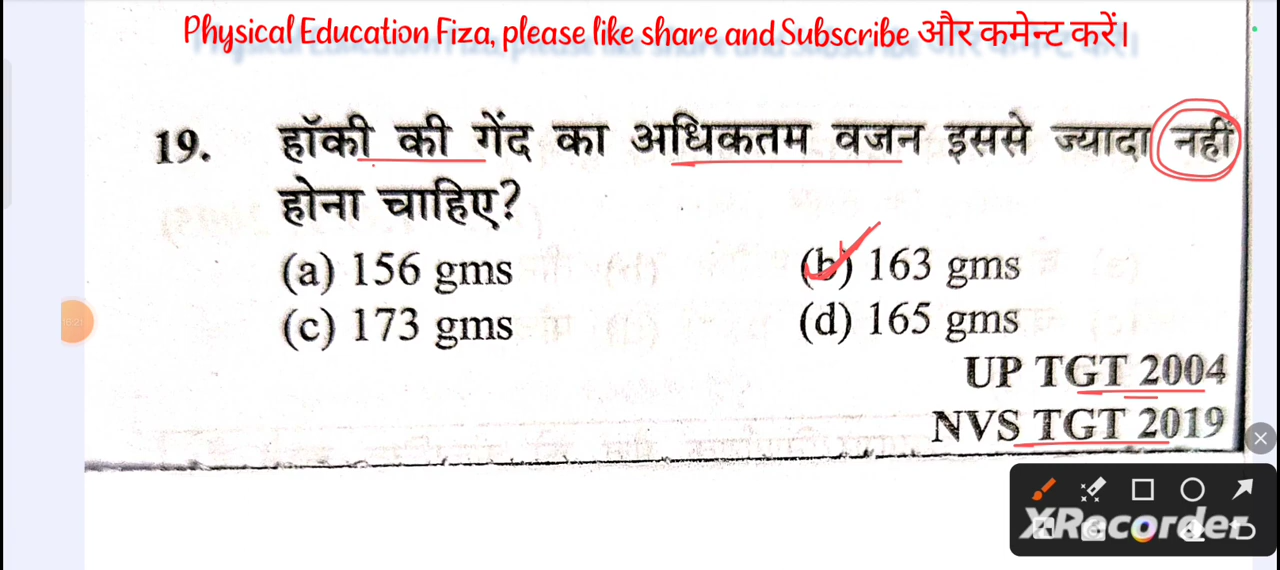 Physical Education Fiza, please like share and Subscribe और कमेन्ट करें।
19. हॉकी की गेंद का अधिकतम वजन इससे ज्यादा नहीं
होना चाहिए?
(a) 156 gms (b) 163 gms
(c) 173 gms (d) 165 gms
UP TGT 2004
NVS TGT 2019
XRecorder